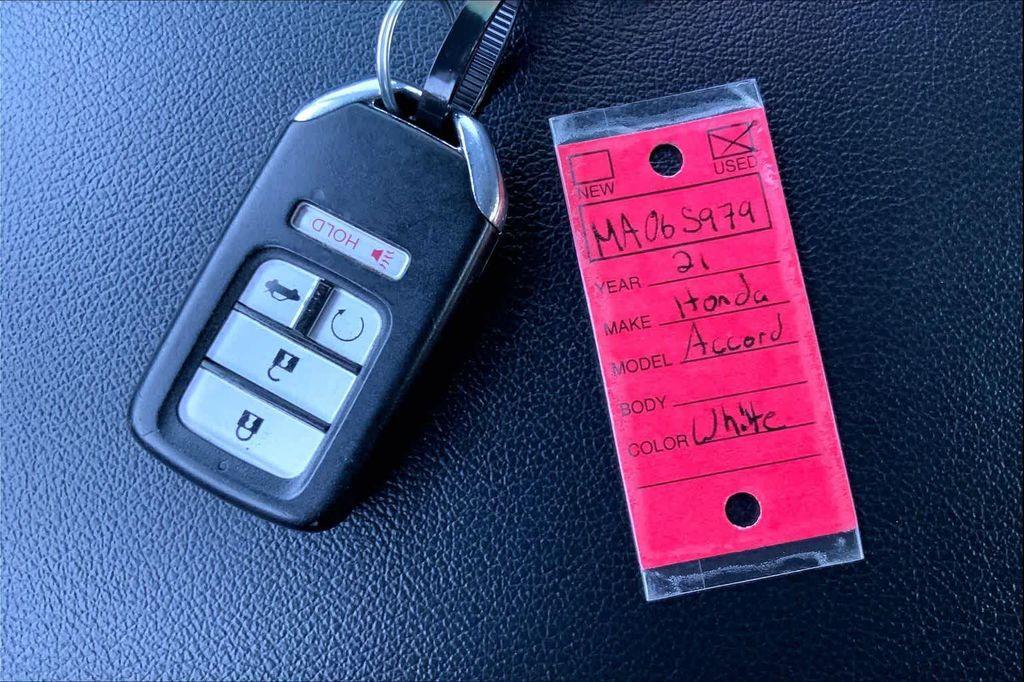 HOLD
NEW USED
MA06S979
YEAR 21
MAKE Honda
MODEL Accord
BODY
COLOR White